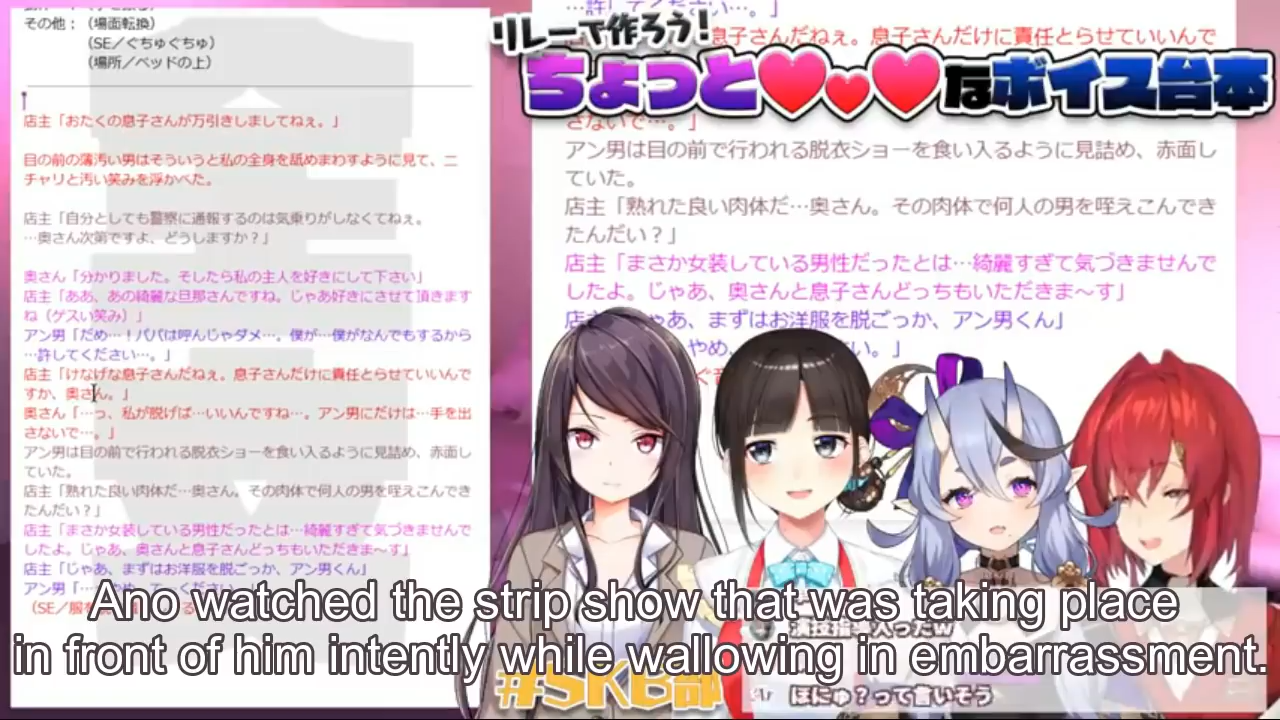 その他：（場面転換）
（SE／ぐちゅぐちゅ）
（場所／ベッドの上）
店主「おたくの息子さんが万引きしましてねぇ。」
目の前の薄汚い男はそういうと私の全身を舐めまわすように見て、ニ
チャリと汚い笑みを浮かべた。
店主「自分としても警察に通報するのは気乗りがしなくてねぇ。
…奥さん次第ですよ、どうしますか？」
奥さん「分かりました。そしたら私の主人を好きにして下さい」
店主「ああ、あの綺麗な旦那さんですね。じゃあ好きにさせて頂きます
ね（ゲスい笑み）」
アン男「だめ…！パパは呼んじゃダメ…。僕が…僕がなんでもするから
…許してください…。」
店主「けなげな息子さんだねぇ。息子さんだけに責任とらせていいんで
すか、奥さん。」
奥さん「…っ、私が脱げば…いいんですね…。アン男にだけは…手を出
さないで…。」
アン男は目の前で行われる脱衣ショーを食い入るように見詰め、赤面し
ていた。
店主「熟れた良い肉体だ…奥さん。その肉体で何人の男を咥えこんでき
たんだい？」
店主「まさか女装している男性だったとは…綺麗すぎて気づきませんで
したよ。じゃあ、奥さんと息子さんどっちもいただきま～す」
店主「じゃあ、まずはお洋服を脱ごっか、アン男くん」
アン男「
（SE／服を
…許してください…。」
リレーで作ろう！
息子さんだねぇ。息子さんだけに責任とらせていいんで
ちょっと♥♥♥なボイス台本
さないで…。」
アン男は目の前で行われる脱衣ショーを食い入るように見詰め、赤面し
ていた。
店主「熟れた良い肉体だ…奥さん。その肉体で何人の男を咥えこんでき
たんだい？」
店主「まさか女装している男性だったとは…綺麗すぎて気づきませんで
したよ。じゃあ、奥さんと息子さんどっちもいただきま～す」
店主 ゃあ、まずはお洋服を脱ごっか、アン男くん」
やめ、 い。」
Ano watched the strip show that was taking place
in front of him intently while wallowing in embarrassment.
#SKB部
ほにゅ？って言いそう